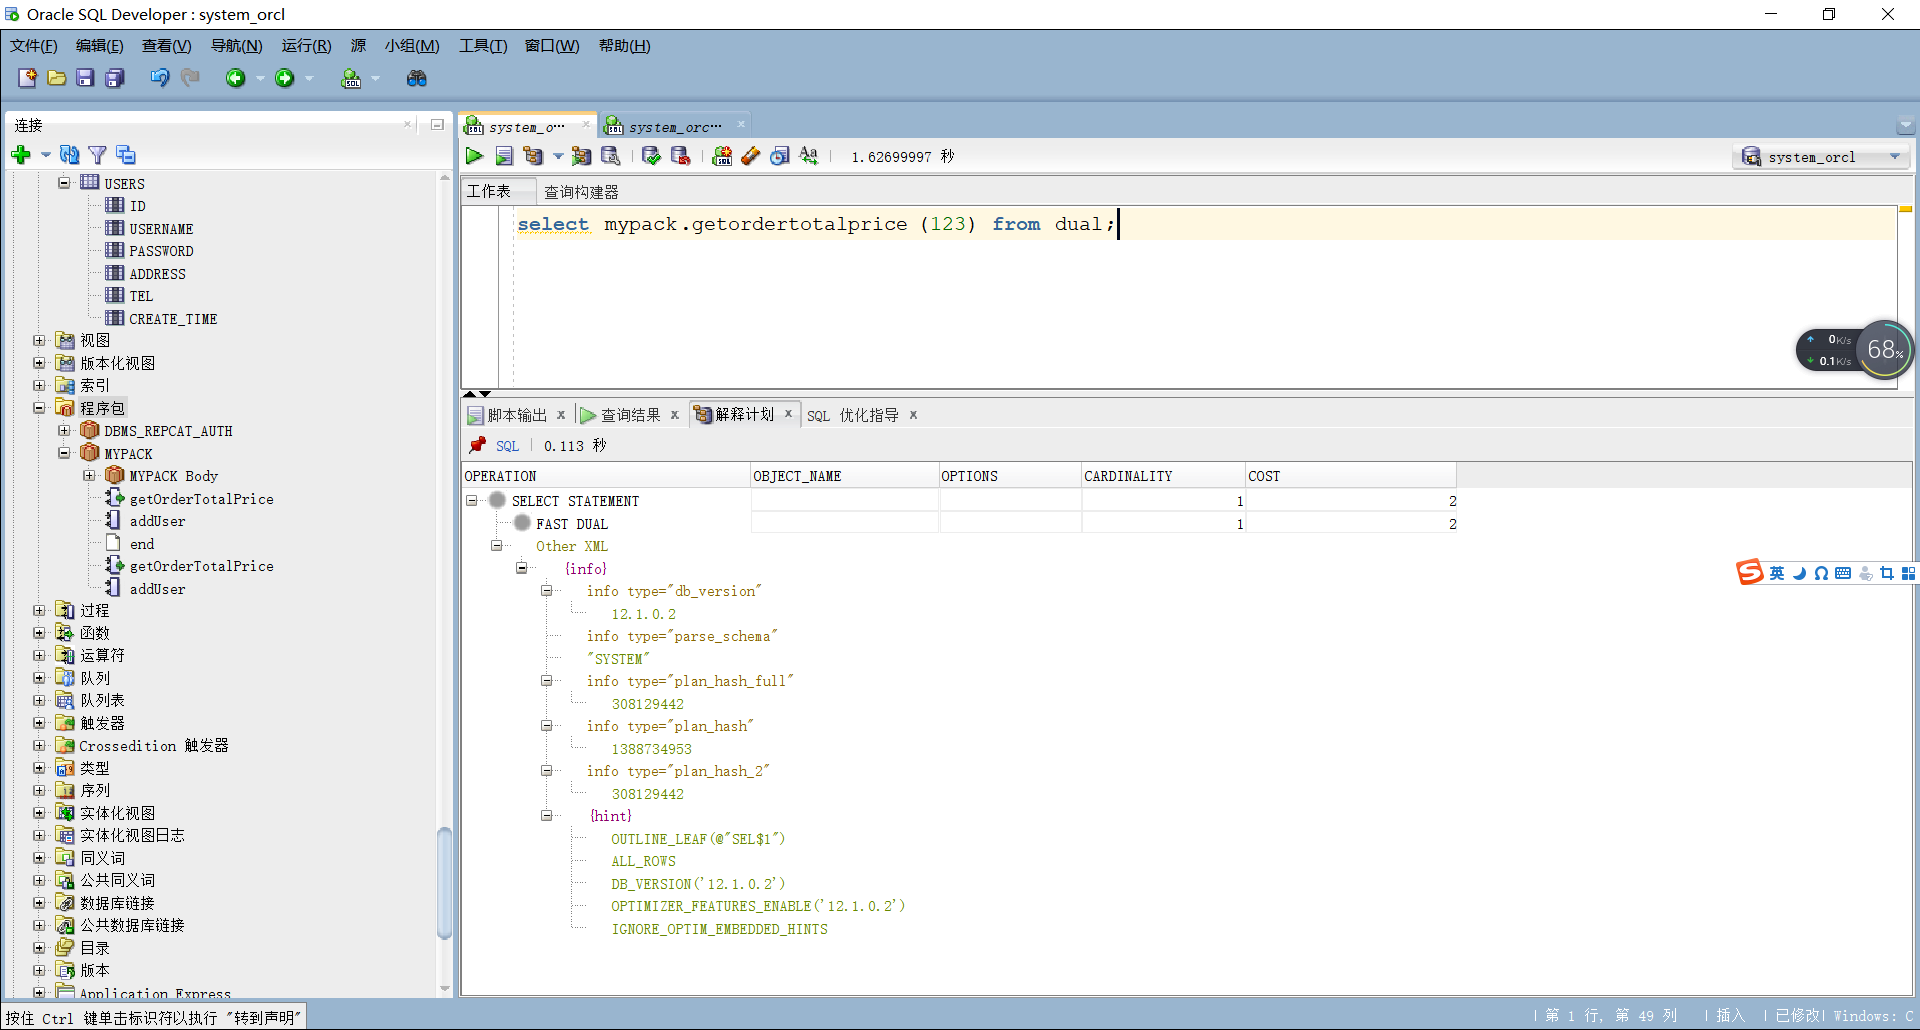 Oracle SQL Developer : system_orcl
文件(F) 编辑(E) 查看(V) 导航(N) 运行(R) 源 小组(M) 工具(T) 窗口(W) 帮助(H)
连接
USERS
ID
USERNAME
PASSWORD
ADDRESS
TEL
CREATE_TIME
视图
版本化视图
索引
程序包
DBMS_REPCAT_AUTH
MYPACK
MYPACK Body
getOrderTotalPrice
addUser
end
getOrderTotalPrice
addUser
过程
函数
运算符
队列
队列表
触发器
Crossedition 触发器
类型
序列
实体化视图
实体化视图日志
同义词
公共同义词
数据库链接
公共数据库链接
目录
版本
Application Express
system_o… system_orc…
1.62699997 秒 system_orcl
工作表 查询构建器
select mypack.getordertotalprice (123) from dual;
0K/s
0.1K/s
68%
脚本输出 查询结果 解释计划 SQL 优化指导
SQL 0.113 秒
OPERATION OBJECT_NAME OPTIONS CARDINALITY COST
SELECT STATEMENT 1 2
FAST DUAL 1 2
Other XML
{info}
info type="db_version"
12.1.0.2
info type="parse_schema"
"SYSTEM"
info type="plan_hash_full"
308129442
info type="plan_hash"
1388734953
info type="plan_hash_2"
308129442
{hint}
OUTLINE_LEAF(@"SEL$1")
ALL_ROWS
DB_VERSION('12.1.0.2')
OPTIMIZER_FEATURES_ENABLE('12.1.0.2')
IGNORE_OPTIM_EMBEDDED_HINTS
S 英
按住 Ctrl 键单击标识符以执行 "转到声明"
第 1 行, 第 49 列 插入 已修改 Windows: C